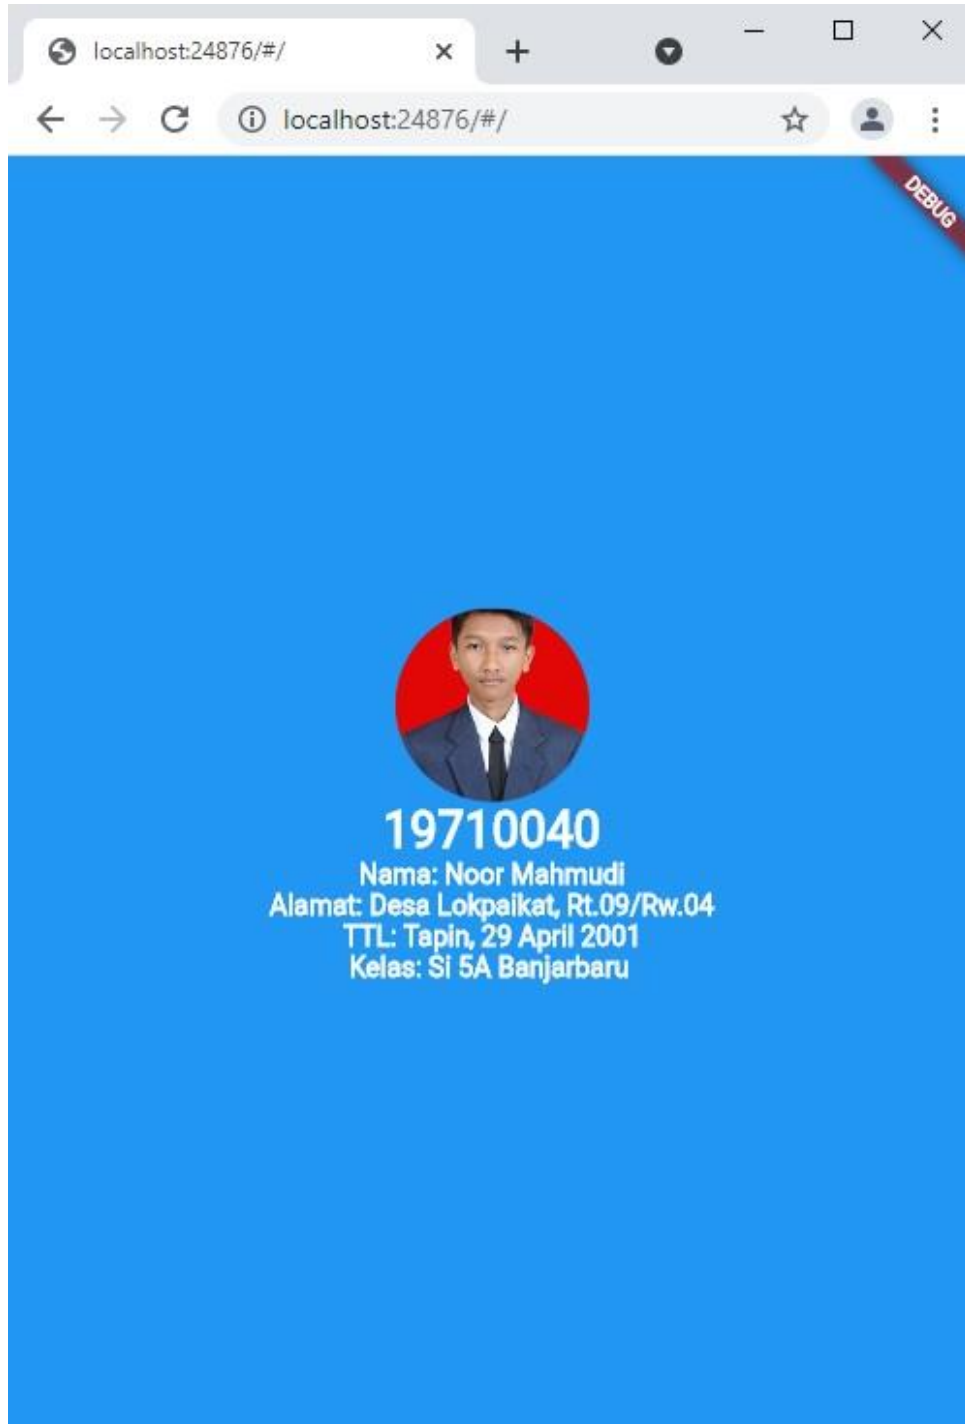 localhost:24876/#/
localhost:24876/#/
DEBUG
19710040
Nama: Noor Mahmudi
Alamat: Desa Lokpaikat, Rt.09/Rw.04
TTL: Tapin, 29 April 2001
Kelas: Si 5A Banjarbaru